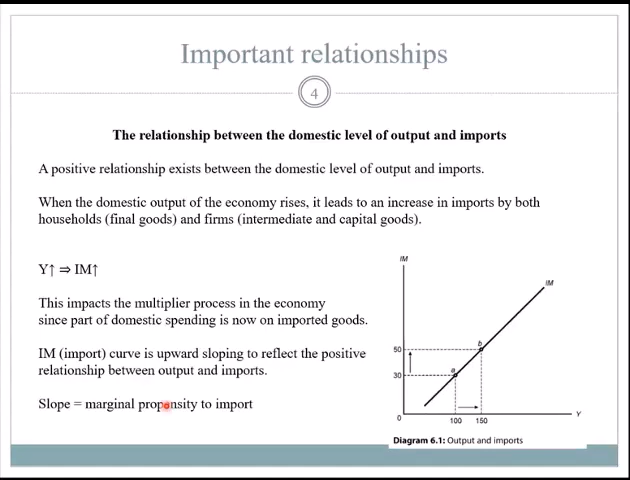 Important relationships
4
The relationship between the domestic level of output and imports
A positive relationship exists between the domestic level of output and imports.
When the domestic output of the economy rises, it leads to an increase in imports by both
households (final goods) and firms (intermediate and capital goods).
Y↑ ⇒ IM↑
This impacts the multiplier process in the economy
since part of domestic spending is now on imported goods.
IM (import) curve is upward sloping to reflect the positive
relationship between output and imports.
Slope = marginal propensity to import
IM
IM
b
50
a
30
0
100
150
Y
Diagram 6.1: Output and imports